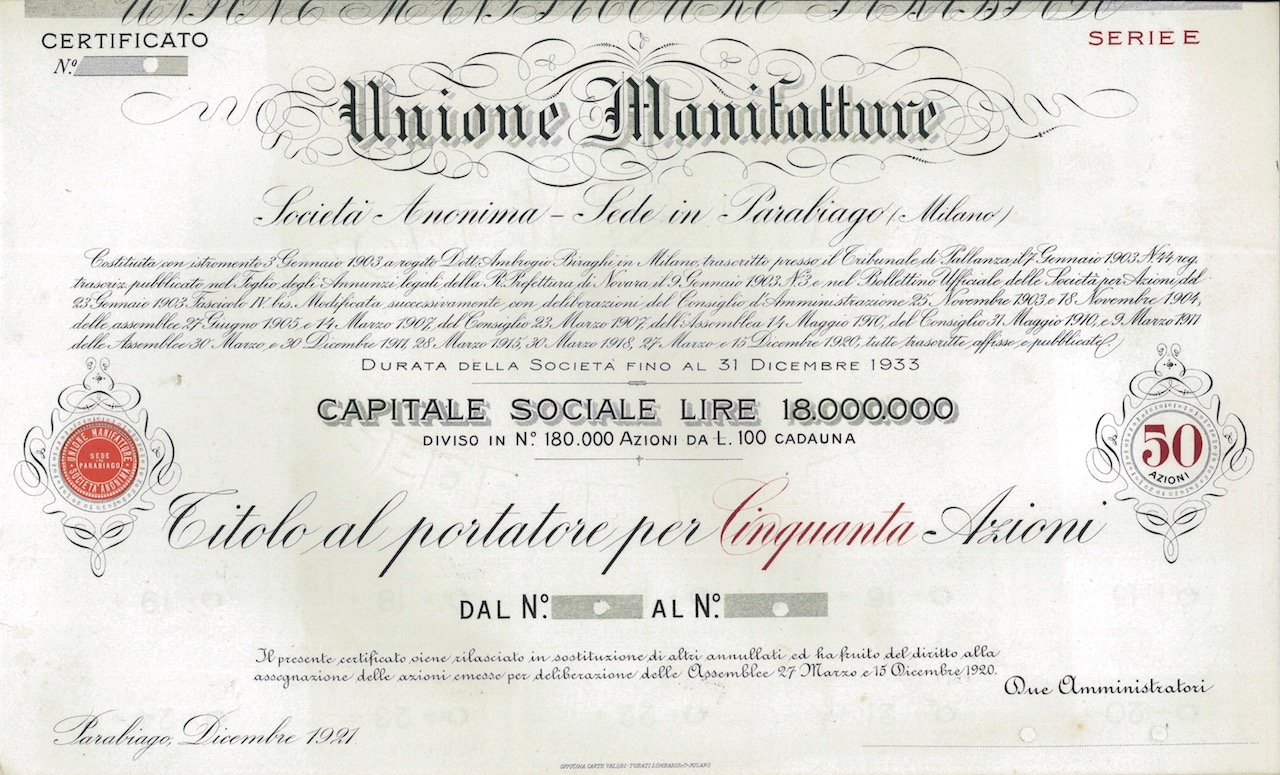 UNIONE MANIFATTURE PARABIAGO
CERTIFICATO
N.º
SERIE E
Unione Manifatture
Società Anonima – Sede in Parabiago (Milano)
Costituita con istromento 3 Gennaio 1903 a rogito Dott. Ambrogio Biraghi in Milano, trascritto presso il Tribunale di Pallanza il 7 Gennaio 1903 N. 44 reg.
trascriz. pubblicato nel Foglio degli Annunzi legali della R. Prefettura di Novara il 9 Gennaio 1903 N. 3 e nel Bollettino Ufficiale delle Società per Azioni del
23 Gennaio 1903 Fascicolo IV bis. Modificata successivamente con deliberazioni del Consiglio d'Amministrazione 25 Novembre 1903 e 18 Novembre 1904,
delle assemblee 27 Giugno 1905 e 14 Marzo 1907, del Consiglio 23 Marzo 1907, dell'Assemblea 14 Maggio 1910, del Consiglio 31 Maggio 1910, e 9 Marzo 1911
delle Assemblee 30 Marzo, e 30 Dicembre 1911, 28 Marzo 1915, 30 Marzo 1918, 27 Marzo e 15 Dicembre 1920, tutte trascritte affisse e pubblicate.
DURATA DELLA SOCIETÀ FINO AL 31 DICEMBRE 1933
CAPITALE SOCIALE LIRE 18.000.000
DIVISO IN N.º 180.000 AZIONI DA L. 100 CADAUNA
UNIONE MANIFATTURE
SEDE
IN
PARABIAGO
SOCIETÀ ANONIMA
50
AZIONI
Titolo al portatore per Cinquanta Azioni
DAL N.º AL N.º
Il presente certificato viene rilasciato in sostituzione di altri annullati ed ha fruito del diritto alla
assegnazione delle azioni emesse per deliberazione delle Assemblee 27 Marzo e 15 Dicembre 1920.
Due Amministratori
Parabiago, Dicembre 1921.
OFFICINA CARTE VALORI - TURATI LOMBARDI e C. - MILANO